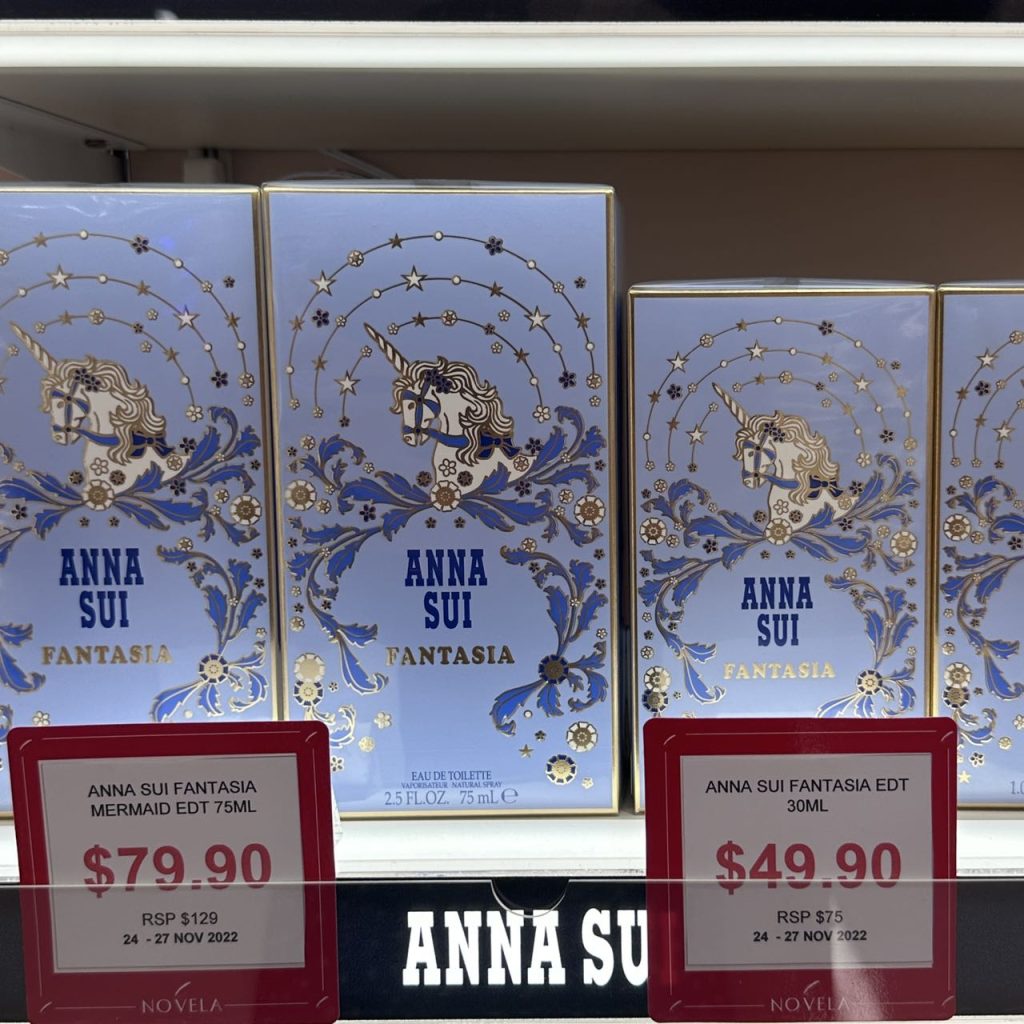 ANNA
SUI
FANTASIA
ANNA
SUI
FANTASIA
EAU DE TOILETTE
VAPORISATEUR NATURAL SPRAY
2.5 FL.OZ. 75 mL e
ANNA
SUI
FANTASIA
1.0
ANNA SUI FANTASIA
MERMAID EDT 75ML
$79.90
RSP $129
24 - 27 NOV 2022
NOVELA
ANNA SUI FANTASIA EDT
30ML
$49.90
RSP $75
24 - 27 NOV 2022
NOVELA
ANNA SU